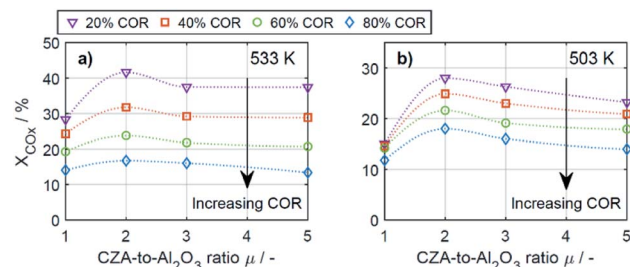 20% COR 40% COR 60% COR 80% COR
a) 533 K
50
40
30
20
10
0
X_COx / %
Increasing COR
1 2 3 4 5
CZA-to-Al₂O₃ ratio μ / -
b) 503 K
30
20
10
0
Increasing COR
1 2 3 4 5
CZA-to-Al₂O₃ ratio μ / -